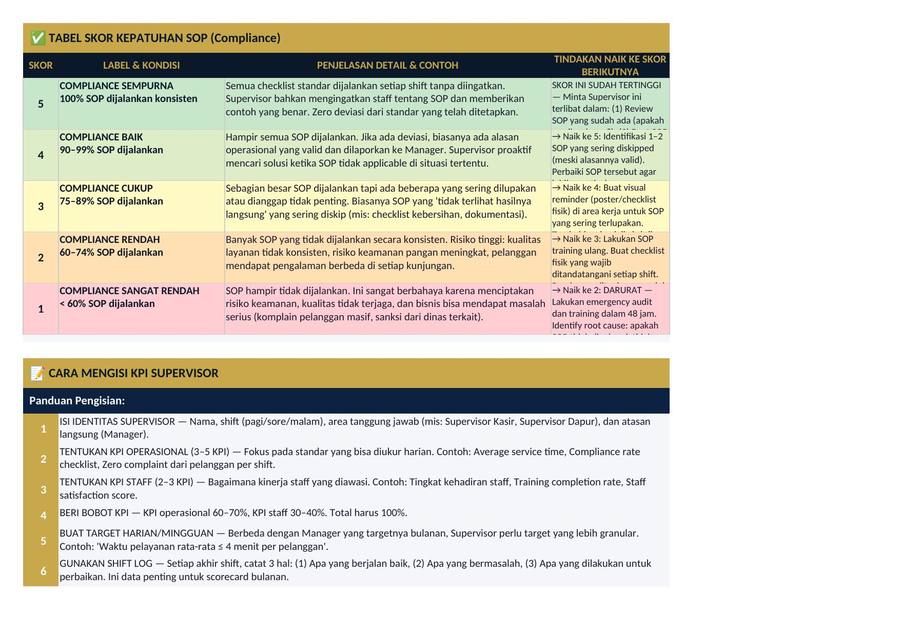 ✅ TABEL SKOR KEPATUHAN SOP (Compliance)
SKOR
LABEL & KONDISI
PENJELASAN DETAIL & CONTOH
TINDAKAN NAIK KE SKOR
BERIKUTNYA
5
COMPLIANCE SEMPURNA
100% SOP dijalankan konsisten
Semua checklist standar dijalankan setiap shift tanpa diingatkan.
Supervisor bahkan mengingatkan staff tentang SOP dan memberikan
contoh yang benar. Zero deviasi dari standar yang telah ditetapkan.
SKOR INI SUDAH TERTINGGI
— Minta Supervisor ini
terlibat dalam: (1) Review
SOP yang sudah ada (apakah
4
COMPLIANCE BAIK
90–99% SOP dijalankan
Hampir semua SOP dijalankan. Jika ada deviasi, biasanya ada alasan
operasional yang valid dan dilaporkan ke Manager. Supervisor proaktif
mencari solusi ketika SOP tidak applicable di situasi tertentu.
→ Naik ke 5: Identifikasi 1–2
SOP yang sering diskipped
(meski alasannya valid).
Perbaiki SOP tersebut agar
3
COMPLIANCE CUKUP
75–89% SOP dijalankan
Sebagian besar SOP dijalankan tapi ada beberapa yang sering dilupakan
atau dianggap tidak penting. Biasanya SOP yang 'tidak terlihat hasilnya
langsung' yang sering diskip (mis: checklist kebersihan, dokumentasi).
→ Naik ke 4: Buat visual
reminder (poster/checklist
fisik) di area kerja untuk SOP
yang sering terlupakan.
2
COMPLIANCE RENDAH
60–74% SOP dijalankan
Banyak SOP yang tidak dijalankan secara konsisten. Risiko tinggi: kualitas
layanan tidak konsisten, risiko keamanan pangan meningkat, pelanggan
mendapat pengalaman berbeda di setiap kunjungan.
→ Naik ke 3: Lakukan SOP
training ulang. Buat checklist
fisik yang wajib
ditandatangani setiap shift.
1
COMPLIANCE SANGAT RENDAH
< 60% SOP dijalankan
SOP hampir tidak dijalankan. Ini sangat berbahaya karena menciptakan
risiko keamanan, kualitas tidak terjaga, dan bisnis bisa mendapat masalah
serius (komplain pelanggan masif, sanksi dari dinas terkait).
→ Naik ke 2: DARURAT —
Lakukan emergency audit
dan training dalam 48 jam.
Identify root cause: apakah
📝 CARA MENGISI KPI SUPERVISOR
Panduan Pengisian:
1
ISI IDENTITAS SUPERVISOR — Nama, shift (pagi/sore/malam), area tanggung jawab (mis: Supervisor Kasir, Supervisor Dapur), dan atasan
langsung (Manager).
2
TENTUKAN KPI OPERASIONAL (3–5 KPI) — Fokus pada standar yang bisa diukur harian. Contoh: Average service time, Compliance rate
checklist, Zero complaint dari pelanggan per shift.
3
TENTUKAN KPI STAFF (2–3 KPI) — Bagaimana kinerja staff yang diawasi. Contoh: Tingkat kehadiran staff, Training completion rate, Staff
satisfaction score.
4
BERI BOBOT KPI — KPI operasional 60–70%, KPI staff 30–40%. Total harus 100%.
5
BUAT TARGET HARIAN/MINGGUAN — Berbeda dengan Manager yang targetnya bulanan, Supervisor perlu target yang lebih granular.
Contoh: 'Waktu pelayanan rata-rata ≤ 4 menit per pelanggan'.
6
GUNAKAN SHIFT LOG — Setiap akhir shift, catat 3 hal: (1) Apa yang berjalan baik, (2) Apa yang bermasalah, (3) Apa yang dilakukan untuk
perbaikan. Ini data penting untuk scorecard bulanan.